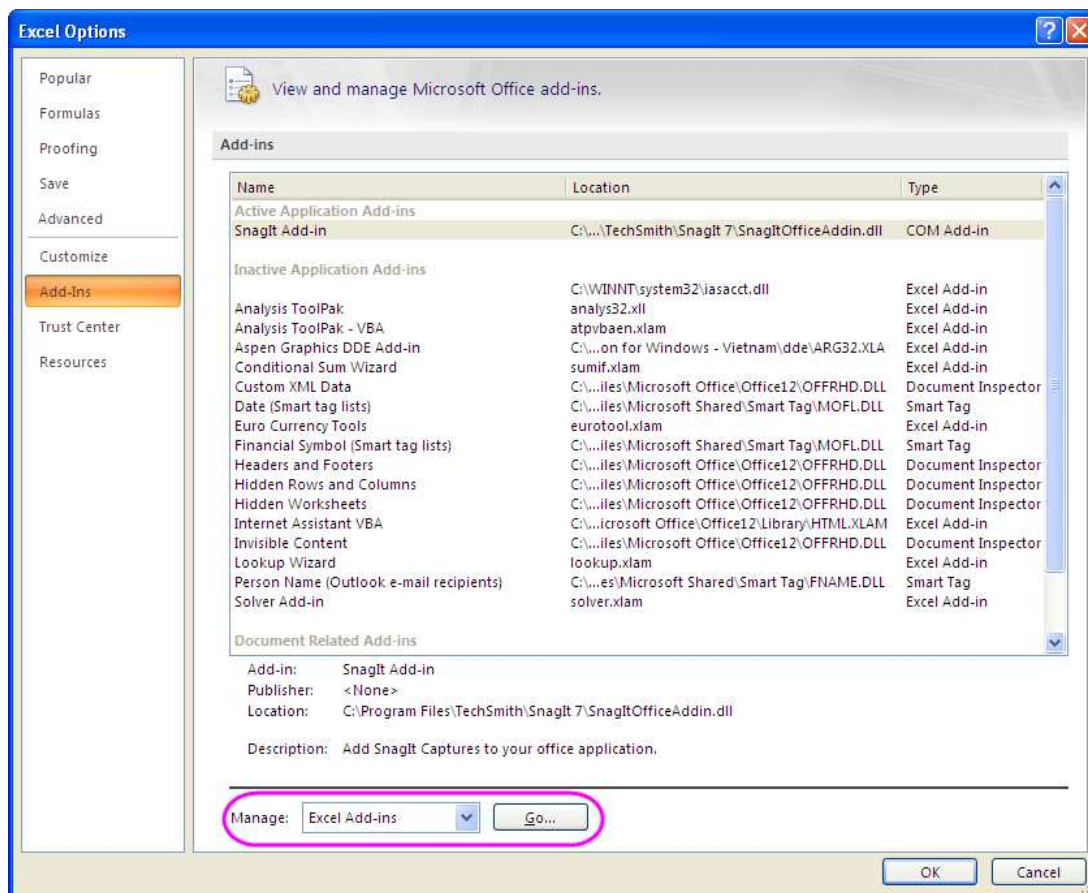 Excel Options
Popular
Formulas
Proofing
Save
Advanced
Customize
Add-Ins
Trust Center
Resources
View and manage Microsoft Office add-ins.
Add-ins
Name Location Type
Active Application Add-ins
SnagIt Add-in C:\...\TechSmith\SnagIt 7\SnagItOfficeAddin.dll COM Add-in
Inactive Application Add-ins
C:\WINNT\system32\iasacct.dll Excel Add-in
Analysis ToolPak analys32.xll Excel Add-in
Analysis ToolPak - VBA atpvbaen.xlam Excel Add-in
Aspen Graphics DDE Add-in C:\...on for Windows - Vietnam\dde\ARG32.XLA Excel Add-in
Conditional Sum Wizard sumif.xlam Excel Add-in
Custom XML Data C:\...iles\Microsoft Office\Office12\OFFRHD.DLL Document Inspector
Date (Smart tag lists) C:\...iles\Microsoft Shared\Smart Tag\MOFL.DLL Smart Tag
Euro Currency Tools eurotool.xlam Excel Add-in
Financial Symbol (Smart tag lists) C:\...iles\Microsoft Shared\Smart Tag\MOFL.DLL Smart Tag
Headers and Footers C:\...iles\Microsoft Office\Office12\OFFRHD.DLL Document Inspector
Hidden Rows and Columns C:\...iles\Microsoft Office\Office12\OFFRHD.DLL Document Inspector
Hidden Worksheets C:\...iles\Microsoft Office\Office12\OFFRHD.DLL Document Inspector
Internet Assistant VBA C:\...icrosoft Office\Office12\Library\HTML.XLAM Excel Add-in
Invisible Content C:\...iles\Microsoft Office\Office12\OFFRHD.DLL Document Inspector
Lookup Wizard lookup.xlam Excel Add-in
Person Name (Outlook e-mail recipients) C:\...es\Microsoft Shared\Smart Tag\FNAME.DLL Smart Tag
Solver Add-in solver.xlam Excel Add-in
Document Related Add-ins
Add-in: SnagIt Add-in
Publisher: <None>
Location: C:\Program Files\TechSmith\SnagIt 7\SnagItOfficeAddin.dll
Description: Add SnagIt Captures to your office application.
Manage: Excel Add-ins Go...
OK Cancel